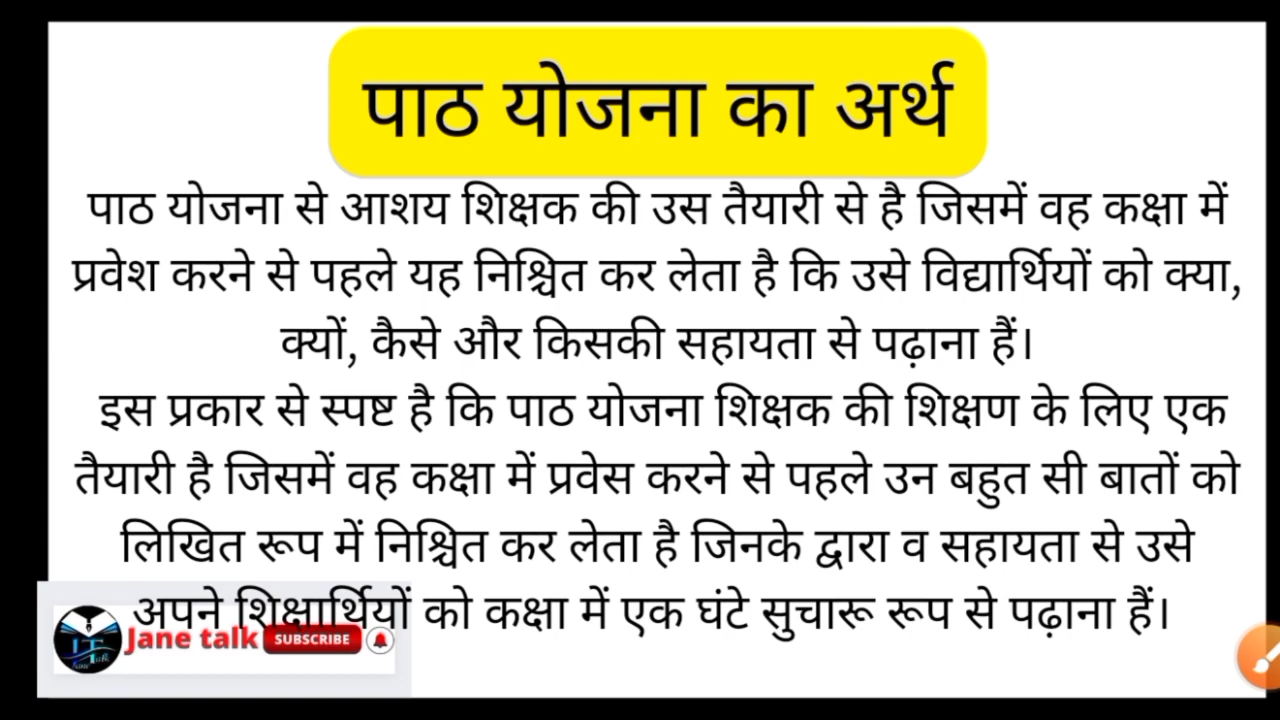 पाठ योजना का अर्थ
पाठ योजना से आशय शिक्षक की उस तैयारी से है जिसमें वह कक्षा में
प्रवेश करने से पहले यह निश्चित कर लेता है कि उसे विद्यार्थियों को क्या,
क्यों, कैसे और किसकी सहायता से पढ़ाना हैं।
इस प्रकार से स्पष्ट है कि पाठ योजना शिक्षक की शिक्षण के लिए एक
तैयारी है जिसमें वह कक्षा में प्रवेस करने से पहले उन बहुत सी बातों को
लिखित रूप में निश्चित कर लेता है जिनके द्वारा व सहायता से उसे
अपने शिक्षार्थियों को कक्षा में एक घंटे सुचारू रूप से पढ़ाना हैं।
Jane talk SUBSCRIBE